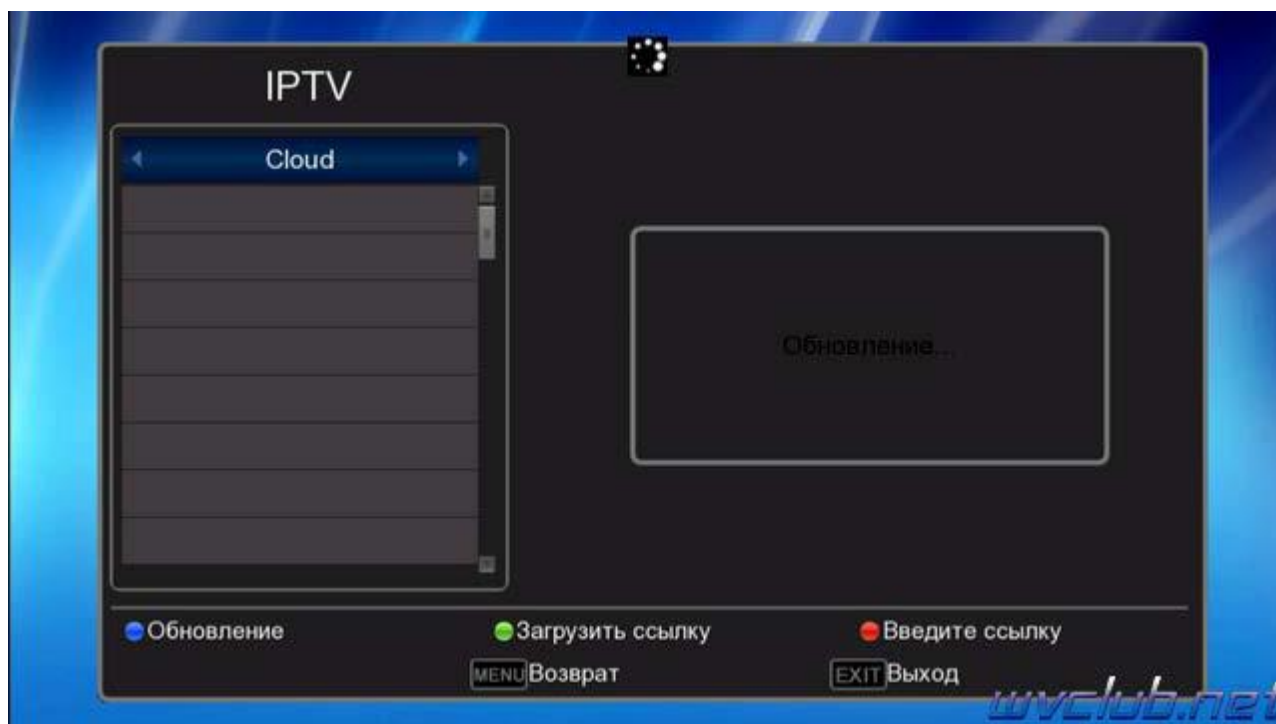 IPTV
Cloud
Обновление...
Обновление
Загрузить ссылку
Введите ссылку
MENU Возврат
EXIT Выход
wvclub.net